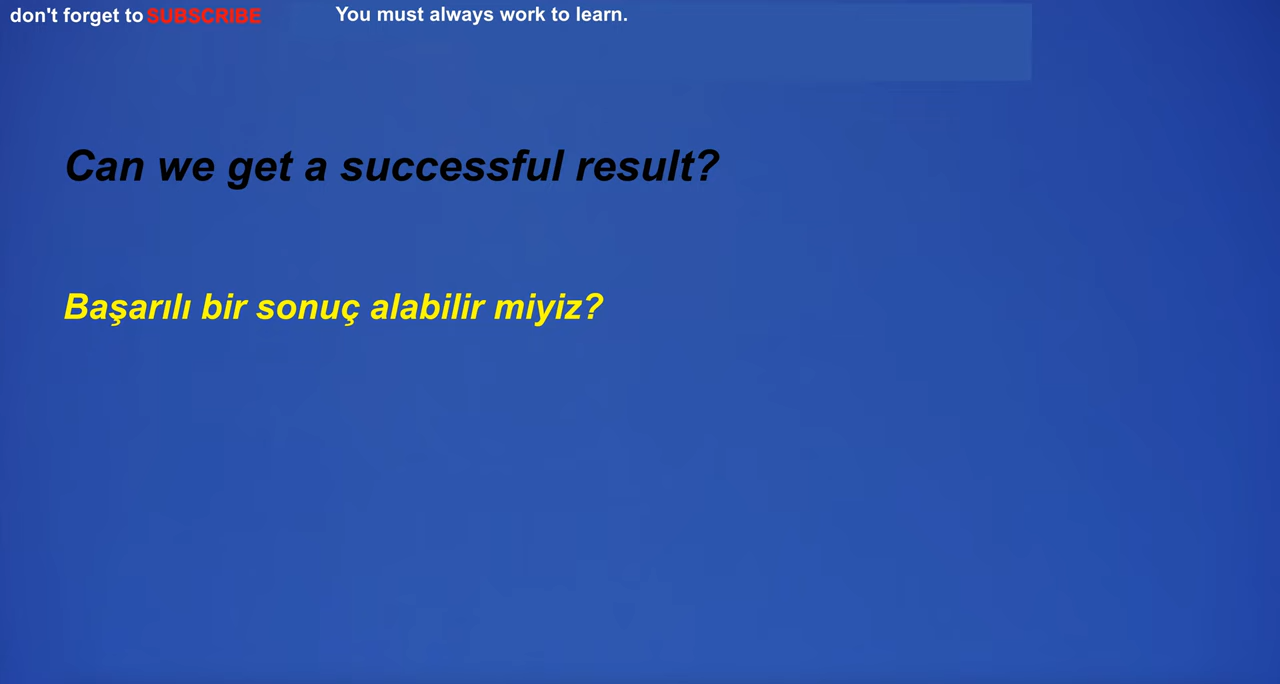 don't forget to SUBSCRIBE You must always work to learn.
Can we get a successful result?
Başarılı bir sonuç alabilir miyiz?